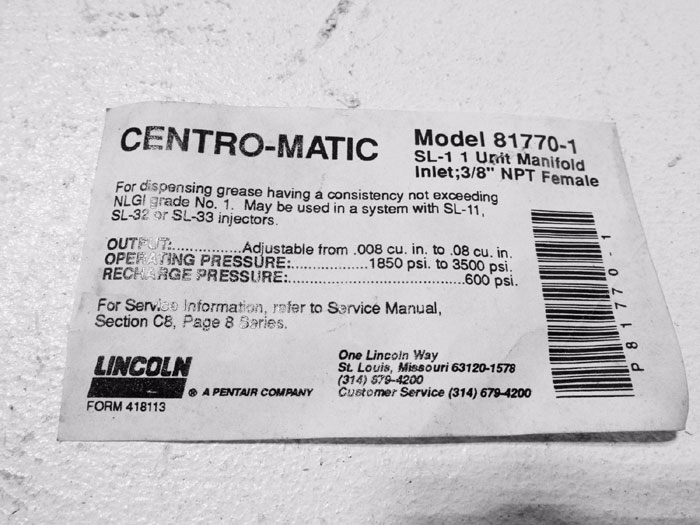 CENTRO-MATIC
Model 81770-1
SL-1 1 Unit Manifold
Inlet;3/8" NPT Female
For dispensing grease having a consistency not exceeding
NLGI grade No. 1. May be used in a system with SL-11,
SL-32 or SL-33 injectors.
OUTPUT:..............Adjustable from .008 cu. in. to .08 cu. in.
OPERATING PRESSURE:..............1850 psi. to 3500 psi.
RECHARGE PRESSURE:...................................600 psi.
For Service Information, refer to Service Manual,
Section C8, Page 8 Series.
LINCOLN
® A PENTAIR COMPANY
FORM 418113
One Lincoln Way
St. Louis, Missouri 63120-1578
(314) 679-4200
Customer Service (314) 679-4200
P81770-1